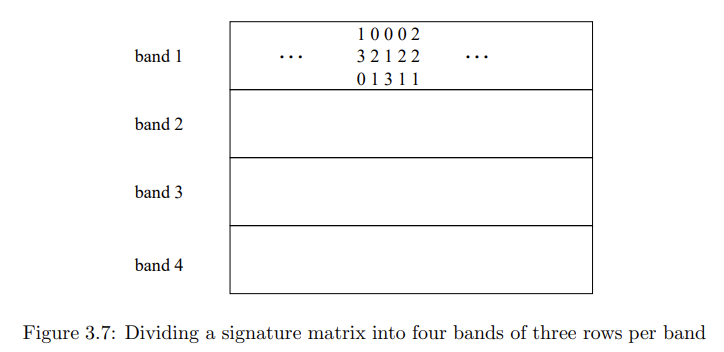 1 0 0 0 2
band 1 ... 3 2 1 2 2 ...
0 1 3 1 1
band 2
band 3
band 4
Figure 3.7: Dividing a signature matrix into four bands of three rows per band